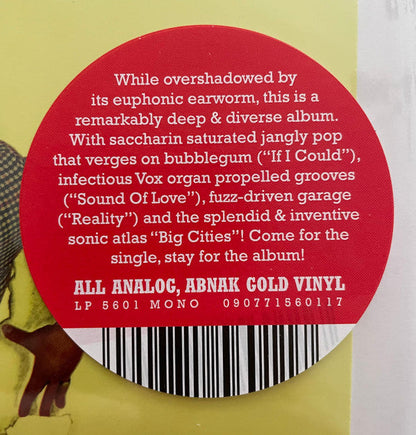 While overshadowed by
its euphonic earworm, this is a
remarkably deep & diverse album.
With saccharin saturated jangly pop
that verges on bubblegum (“If I Could”),
infectious Vox organ propelled grooves
(“Sound Of Love”), fuzz-driven garage
(“Reality”) and the splendid & inventive
sonic atlas “Big Cities”! Come for the
single, stay for the album!
ALL ANALOG, ABNAK GOLD VINYL
LP 5601 MONO 090771560117